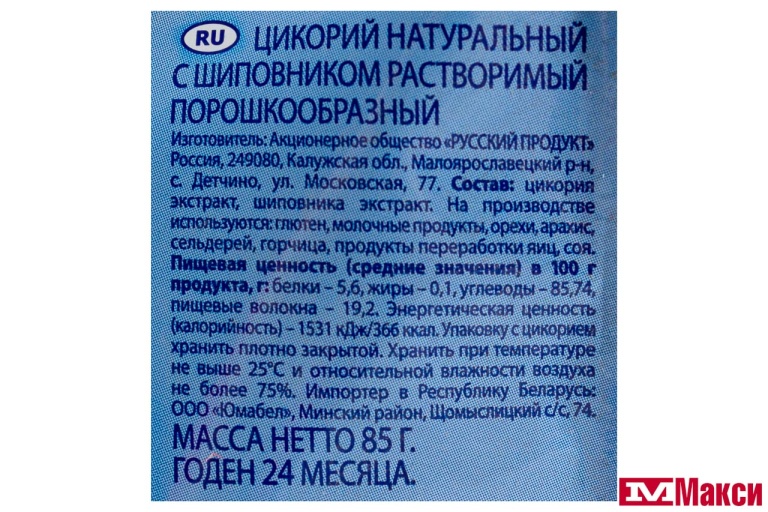 RU ЦИКОРИЙ НАТУРАЛЬНЫЙ
С ШИПОВНИКОМ РАСТВОРИМЫЙ
ПОРОШКООБРАЗНЫЙ
Изготовитель: Акционерное общество «РУССКИЙ ПРОДУКТ»
Россия, 249080, Калужская обл., Малоярославецкий р-н,
с. Детчино, ул. Московская, 77. Состав: цикория
экстракт, шиповника экстракт. На производстве
используются: глютен, молочные продукты, орехи, арахис,
сельдерей, горчица, продукты переработки яиц, соя.
Пищевая ценность (средние значения) в 100 г
продукта, г: белки – 5,6, жиры – 0,1, углеводы – 85,74,
пищевые волокна – 19,2. Энергетическая ценность
(калорийность) – 1531 кДж/366 ккал. Упаковку с цикорием
хранить плотно закрытой. Хранить при температуре
не выше 25°С и относительной влажности воздуха
не более 75%. Импортер в Республику Беларусь:
ООО «Юмабел», Минский район, Щомыслицкий с/с, 74.
МАССА НЕТТО 85 Г.
ГОДЕН 24 МЕСЯЦА.
М Макси